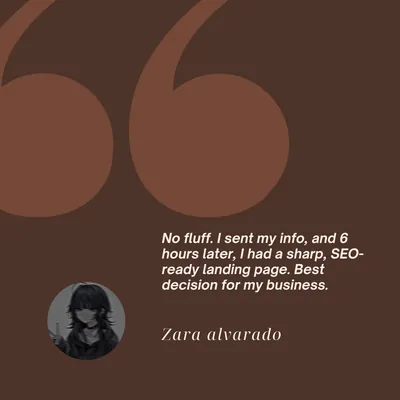 No fluff. I sent my info, and 6
hours later, I had a sharp, SEO-
ready landing page. Best
decision for my business.
Zara alvarado